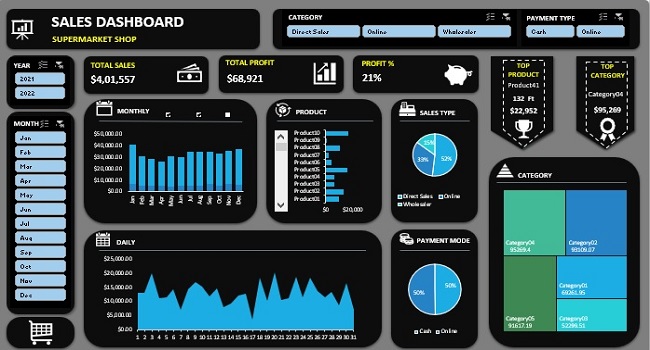 SALES DASHBOARD
SUPERMARKET SHOP
CATEGORY
Direct Sales
Online
Wholesaler
PAYMENT TYPE
Cash
Online
YEAR
2021
2022
TOTAL SALES
$4,01,557
TOTAL PROFIT
$68,921
PROFIT %
21%
TOP
PRODUCT
Product41
132 Ft
$22,952
TOP
CATEGORY
Category04
$95,269
MONTH
Jan
Feb
Mar
Apr
May
Jun
Jul
Aug
Sep
Oct
Nov
Dec
MONTHLY
$50,000.00
$40,000.00
$30,000.00
$20,000.00
$10,000.00
$0.00
Jan
Feb
Mar
Apr
May
Jun
Jul
Aug
Sep
Oct
Nov
Dec
PRODUCT
Product10
Product09
Product08
Product07
Product06
Product05
Product04
Product03
Product02
Product01
$0 $20,000
SALES TYPE
15%
33%
52%
Direct Sales
Online
Wholesaler
CATEGORY
Category04
95269.4
Category02
93109.07
Category05
91617.19
Category01
69261.95
Category03
52299.51
DAILY
$25,000.00
$20,000.00
$15,000.00
$10,000.00
$5,000.00
$0.00
1 2 3 4 5 6 7 8 9 10 11 12 13 14 15 16 17 18 19 20 21 22 23 24 25 26 27 28 29 30 31
PAYMENT MODE
50%
50%
Cash
Online